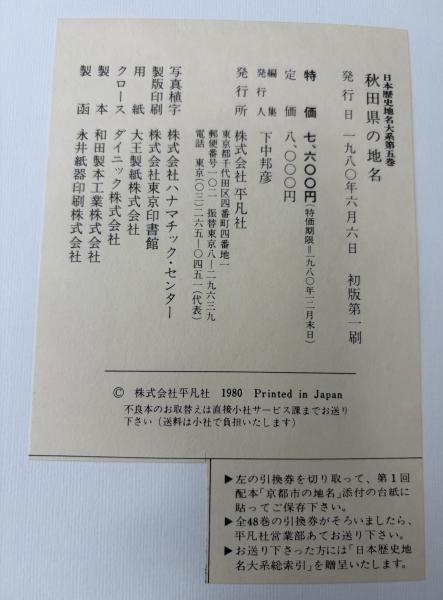 日本歴史地名大系第五巻
秋田県の地名
発行日 一九八〇年六月六日 初版第一刷
特価 七、六〇〇円(特価期限=一九八〇年一二月末日)
定価 八、〇〇〇円
編集
発行人 下中邦彦
発行所 株式会社 平凡社
東京都千代田区四番町四番地一
郵便番号一〇二 振替東京八―二九六三九
電話 東京(〇三)二六五―〇四五一(代表)
写真植字 株式会社ハナマチック・センター
製版印刷 株式会社東京印書館
用紙 大王製紙株式会社
クロース ダイニック株式会社
製本 和田製本工業株式会社
製函 永井紙器印刷株式会社
© 株式会社平凡社 1980 Printed in Japan
不良本のお取替えは直接小社サービス課までお送り
下さい(送料は小社で負担いたします)
▶左の引換券を切り取って、第1回
配本「京都市の地名」添付の台紙に
貼ってご保存下さい。
▶全48巻の引換券がそろいましたら、
平凡社営業部あてお送り下さい。
▶お送り下さった方には「日本歴史地
名大系総索引」を贈呈いたします。